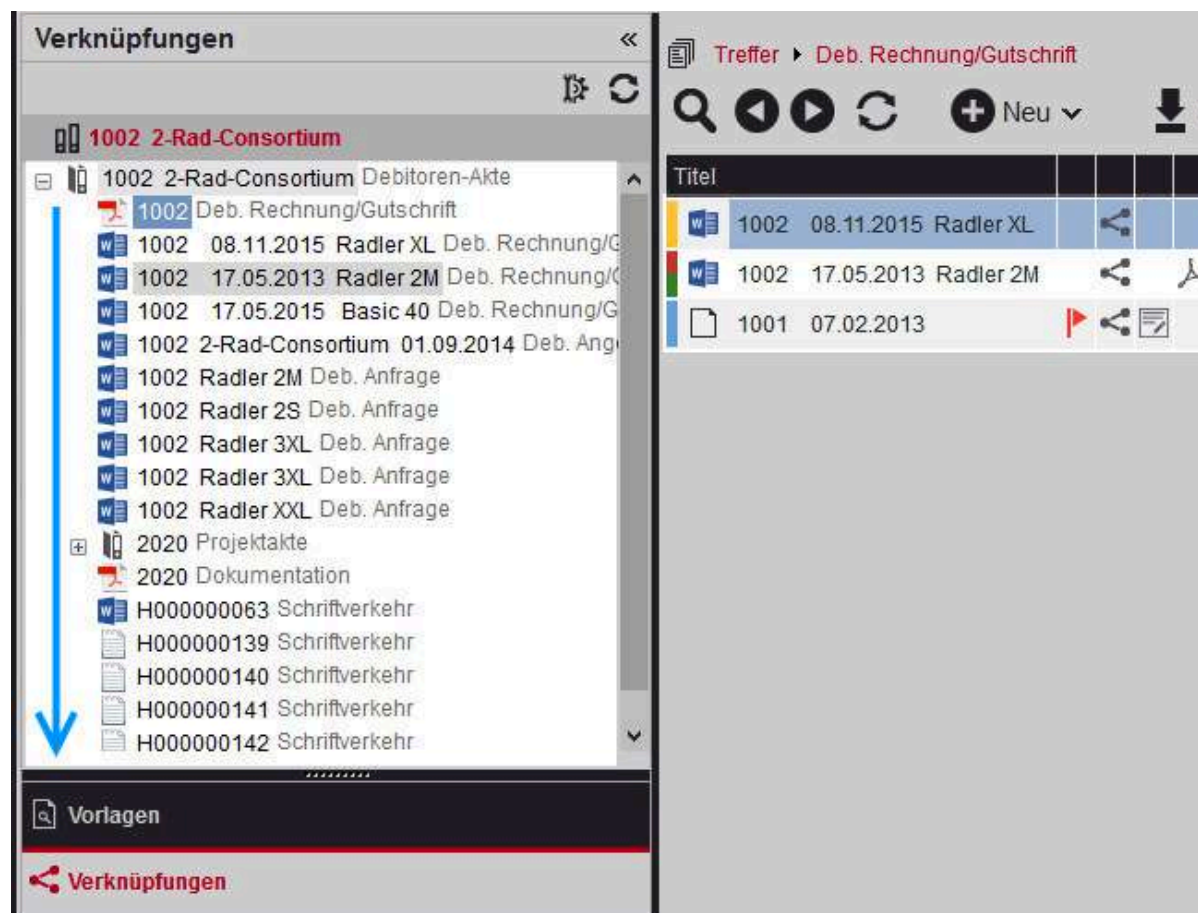 Verknüpfungen
1002 2-Rad-Consortium
1002 2-Rad-Consortium Debitoren-Akte
1002 Deb. Rechnung/Gutschrift
1002 08.11.2015 Radler XL Deb. Rechnung/G
1002 17.05.2013 Radler 2M Deb. Rechnung/
1002 17.05.2015 Basic 40 Deb. Rechnung/G
1002 2-Rad-Consortium 01.09.2014 Deb. Ang
1002 Radler 2M Deb. Anfrage
1002 Radler 2S Deb. Anfrage
1002 Radler 3XL Deb. Anfrage
1002 Radler 3XL Deb. Anfrage
1002 Radler XXL Deb. Anfrage
2020 Projektakte
2020 Dokumentation
H000000063 Schriftverkehr
H000000139 Schriftverkehr
H000000140 Schriftverkehr
H000000141 Schriftverkehr
H000000142 Schriftverkehr
Vorlagen
Verknüpfungen
Treffer Deb. Rechnung/Gutschrift
Neu
Titel
1002 08.11.2015 Radler XL
1002 17.05.2013 Radler 2M
1001 07.02.2013